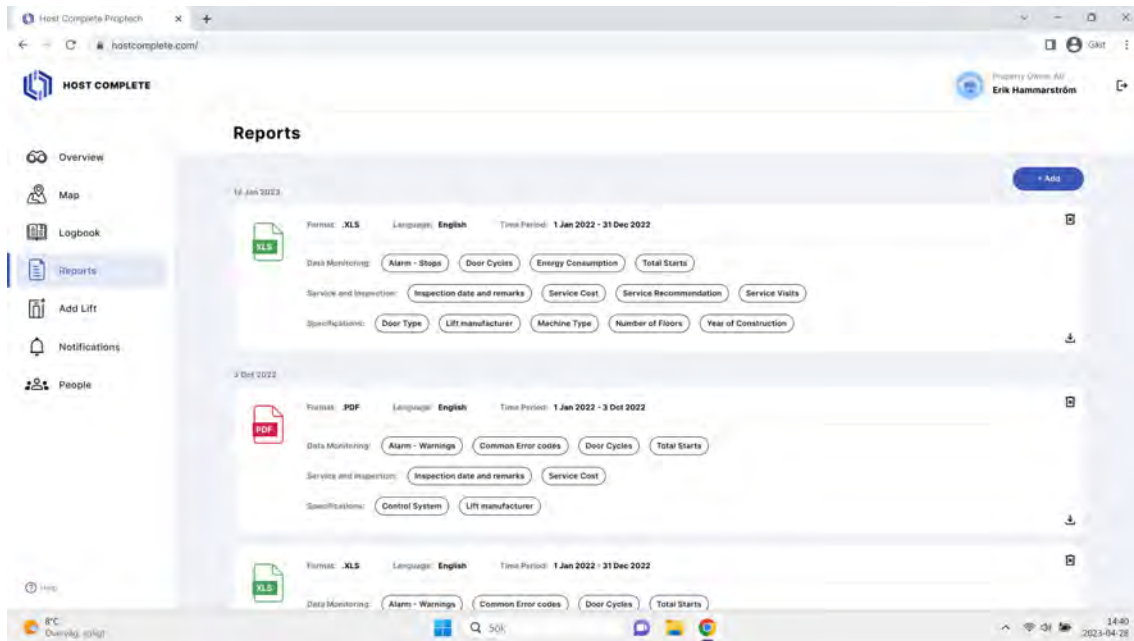 Host Complete Proptech
hostcomplete.com/
Gäst
HOST COMPLETE
Property Owner AB
Erik Hammarström
Reports
Overview
Map
Logbook
Reports
Add Lift
Notifications
People
Help
+ Add
Jan 2023
Format: .XLS Language: English Time Period: 1 Jan 2022 - 31 Dec 2022
XLS
Data Monitoring: Alarm - Stops Door Cycles Energy Consumption Total Starts
Service and Inspection: Inspection date and remarks Service Cost Service Recommendation Service Visits
Specifications: Door Type Lift manufacturer Machine Type Number of Floors Year of Construction
3 Oct 2022
Format: .PDF Language: English Time Period: 1 Jan 2022 - 3 Oct 2022
PDF
Data Monitoring: Alarm - Warnings Common Error codes Door Cycles Total Starts
Service and Inspection: Inspection date and remarks Service Cost
Specifications: Control System Lift manufacturer
Format: .XLS Language: English Time Period: 1 Jan 2022 - 31 Dec 2022
XLS
Data Monitoring: Alarm - Warnings Common Error codes Door Cycles Total Starts
8°C
Överväg. soligt
Sök
14:40
2023-04-28